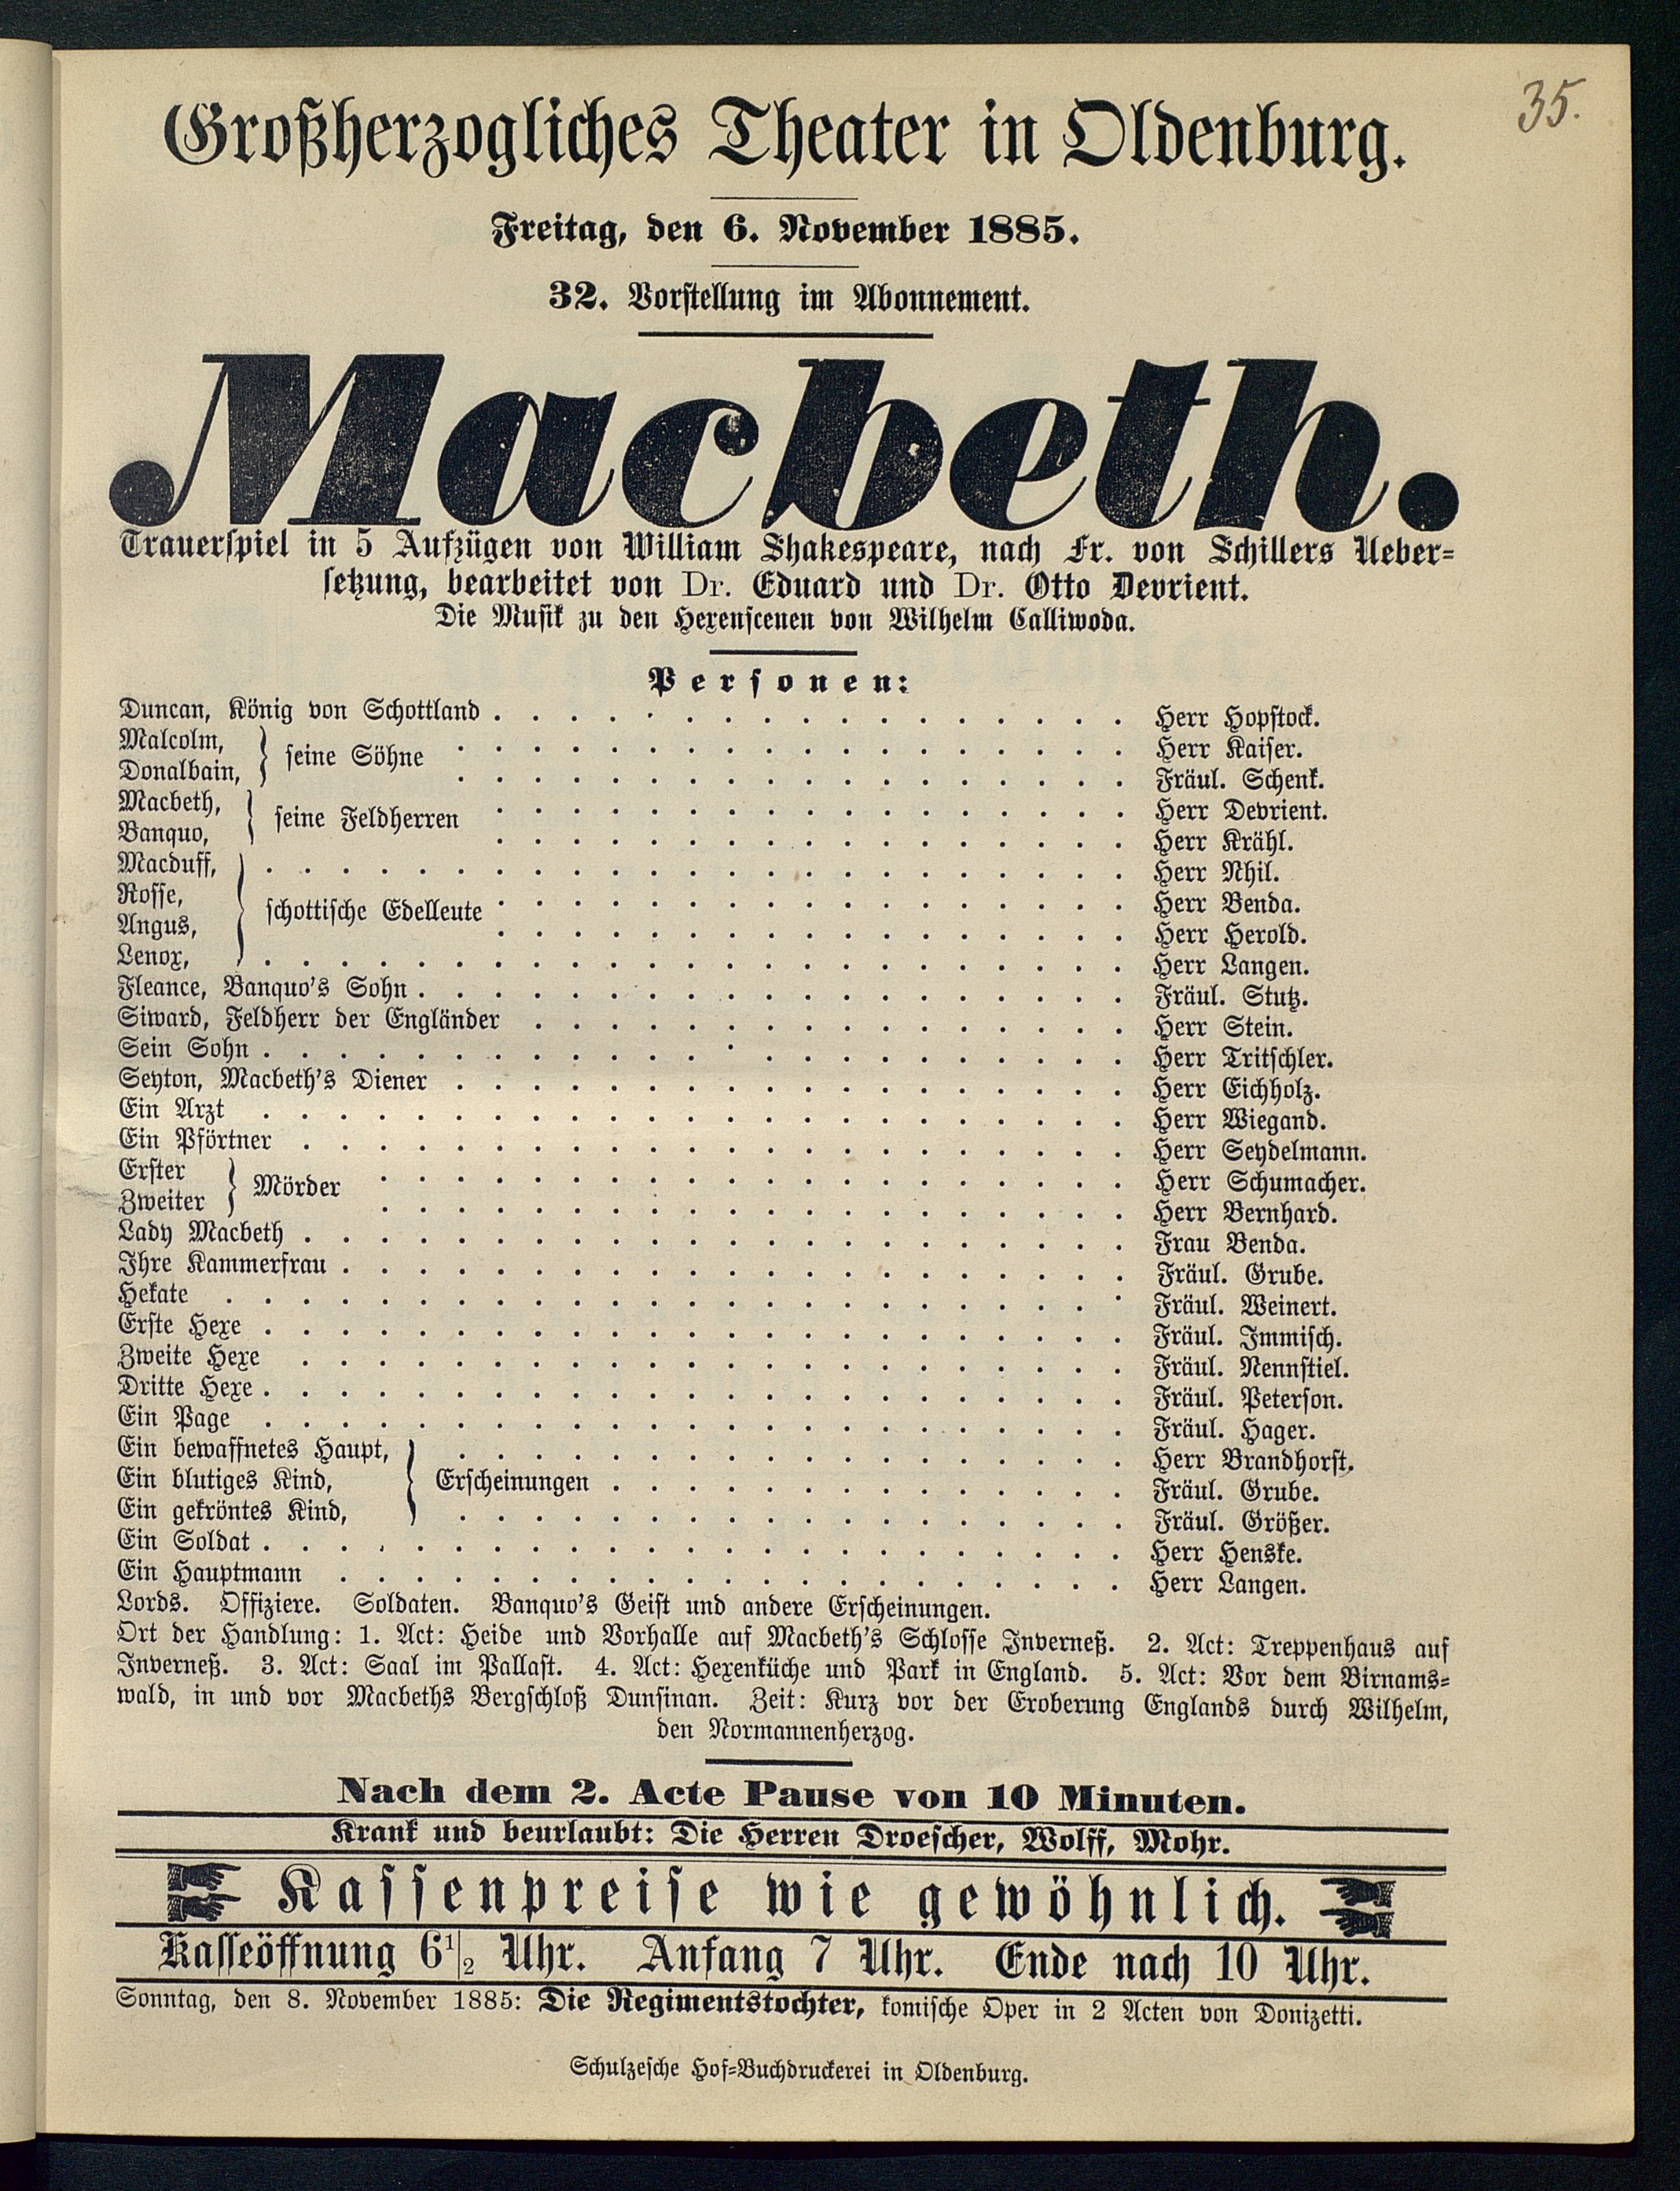 35.
Großherzogliches Theater in Oldenburg.
Freitag, den 6. November 1885.
32. Vorstellung im Abonnement.
Macbeth.
Trauerspiel in 5 Aufzügen von William Shakespeare, nach Fr. von Schillers Ueber-
setzung, bearbeitet von Dr. Eduard und Dr. Otto Devrient.
Die Musik zu den Hexenscenen von Wilhelm Calliwoda.
Personen:
Duncan, König von Schottland . . . . . Herr Hopstock.
Malcolm, } seine Söhne . . . . . Herr Kaiser.
Donalbain, } . . . . . Fräul. Schenk.
Macbeth, } seine Feldherren . . . . . Herr Devrient.
Banquo, } . . . . . Herr Krähl.
Macduff, } . . . . . Herr Nhil.
Rosse, } schottische Edelleute . . . . . Herr Benda.
Angus, } . . . . . Herr Herold.
Lenox, } . . . . . Herr Langen.
Fleance, Banquo's Sohn . . . . . Fräul. Stutz.
Siward, Feldherr der Engländer . . . . . Herr Stein.
Sein Sohn . . . . . Herr Tritschler.
Seyton, Macbeth's Diener . . . . . Herr Eichholz.
Ein Arzt . . . . . Herr Wiegand.
Ein Pförtner . . . . . Herr Seydelmann.
Erster } Mörder . . . . . Herr Schumacher.
Zweiter } . . . . . Herr Bernhard.
Lady Macbeth . . . . . Frau Benda.
Ihre Kammerfrau . . . . . Fräul. Grube.
Hekate . . . . . Fräul. Weinert.
Erste Hexe . . . . . Fräul. Immisch.
Zweite Hexe . . . . . Fräul. Nennstiel.
Dritte Hexe . . . . . Fräul. Peterson.
Ein Page . . . . . Fräul. Hager.
Ein bewaffnetes Haupt, } . . . . . Herr Brandhorst.
Ein blutiges Kind, } Erscheinungen . . . . . Fräul. Grube.
Ein gekröntes Kind, } . . . . . Fräul. Größer.
Ein Soldat . . . . . Herr Henske.
Ein Hauptmann . . . . . Herr Langen.
Lords. Offiziere. Soldaten. Banquo's Geist und andere Erscheinungen.
Ort der Handlung: 1. Act: Heide und Vorhalle auf Macbeth's Schlosse Inverneß. 2. Act: Treppenhaus auf
Inverneß. 3. Act: Saal im Pallast. 4. Act: Hexenküche und Park in England. 5. Act: Vor dem Birnams-
wald, in und vor Macbeths Bergschloß Dunsinan. Zeit: Kurz vor der Eroberung Englands durch Wilhelm,
den Normannenherzog.
Nach dem 2. Acte Pause von 10 Minuten.
Krank und beurlaubt: Die Herren Droescher, Wolff, Mohr.
Kassenpreise wie gewöhnlich.
Kasseöffnung 6 1/2 Uhr. Anfang 7 Uhr. Ende nach 10 Uhr.
Sonntag, den 8. November 1885: Die Regimentstochter, komische Oper in 2 Acten von Donizetti.
Schulzesche Hof-Buchdruckerei in Oldenburg.